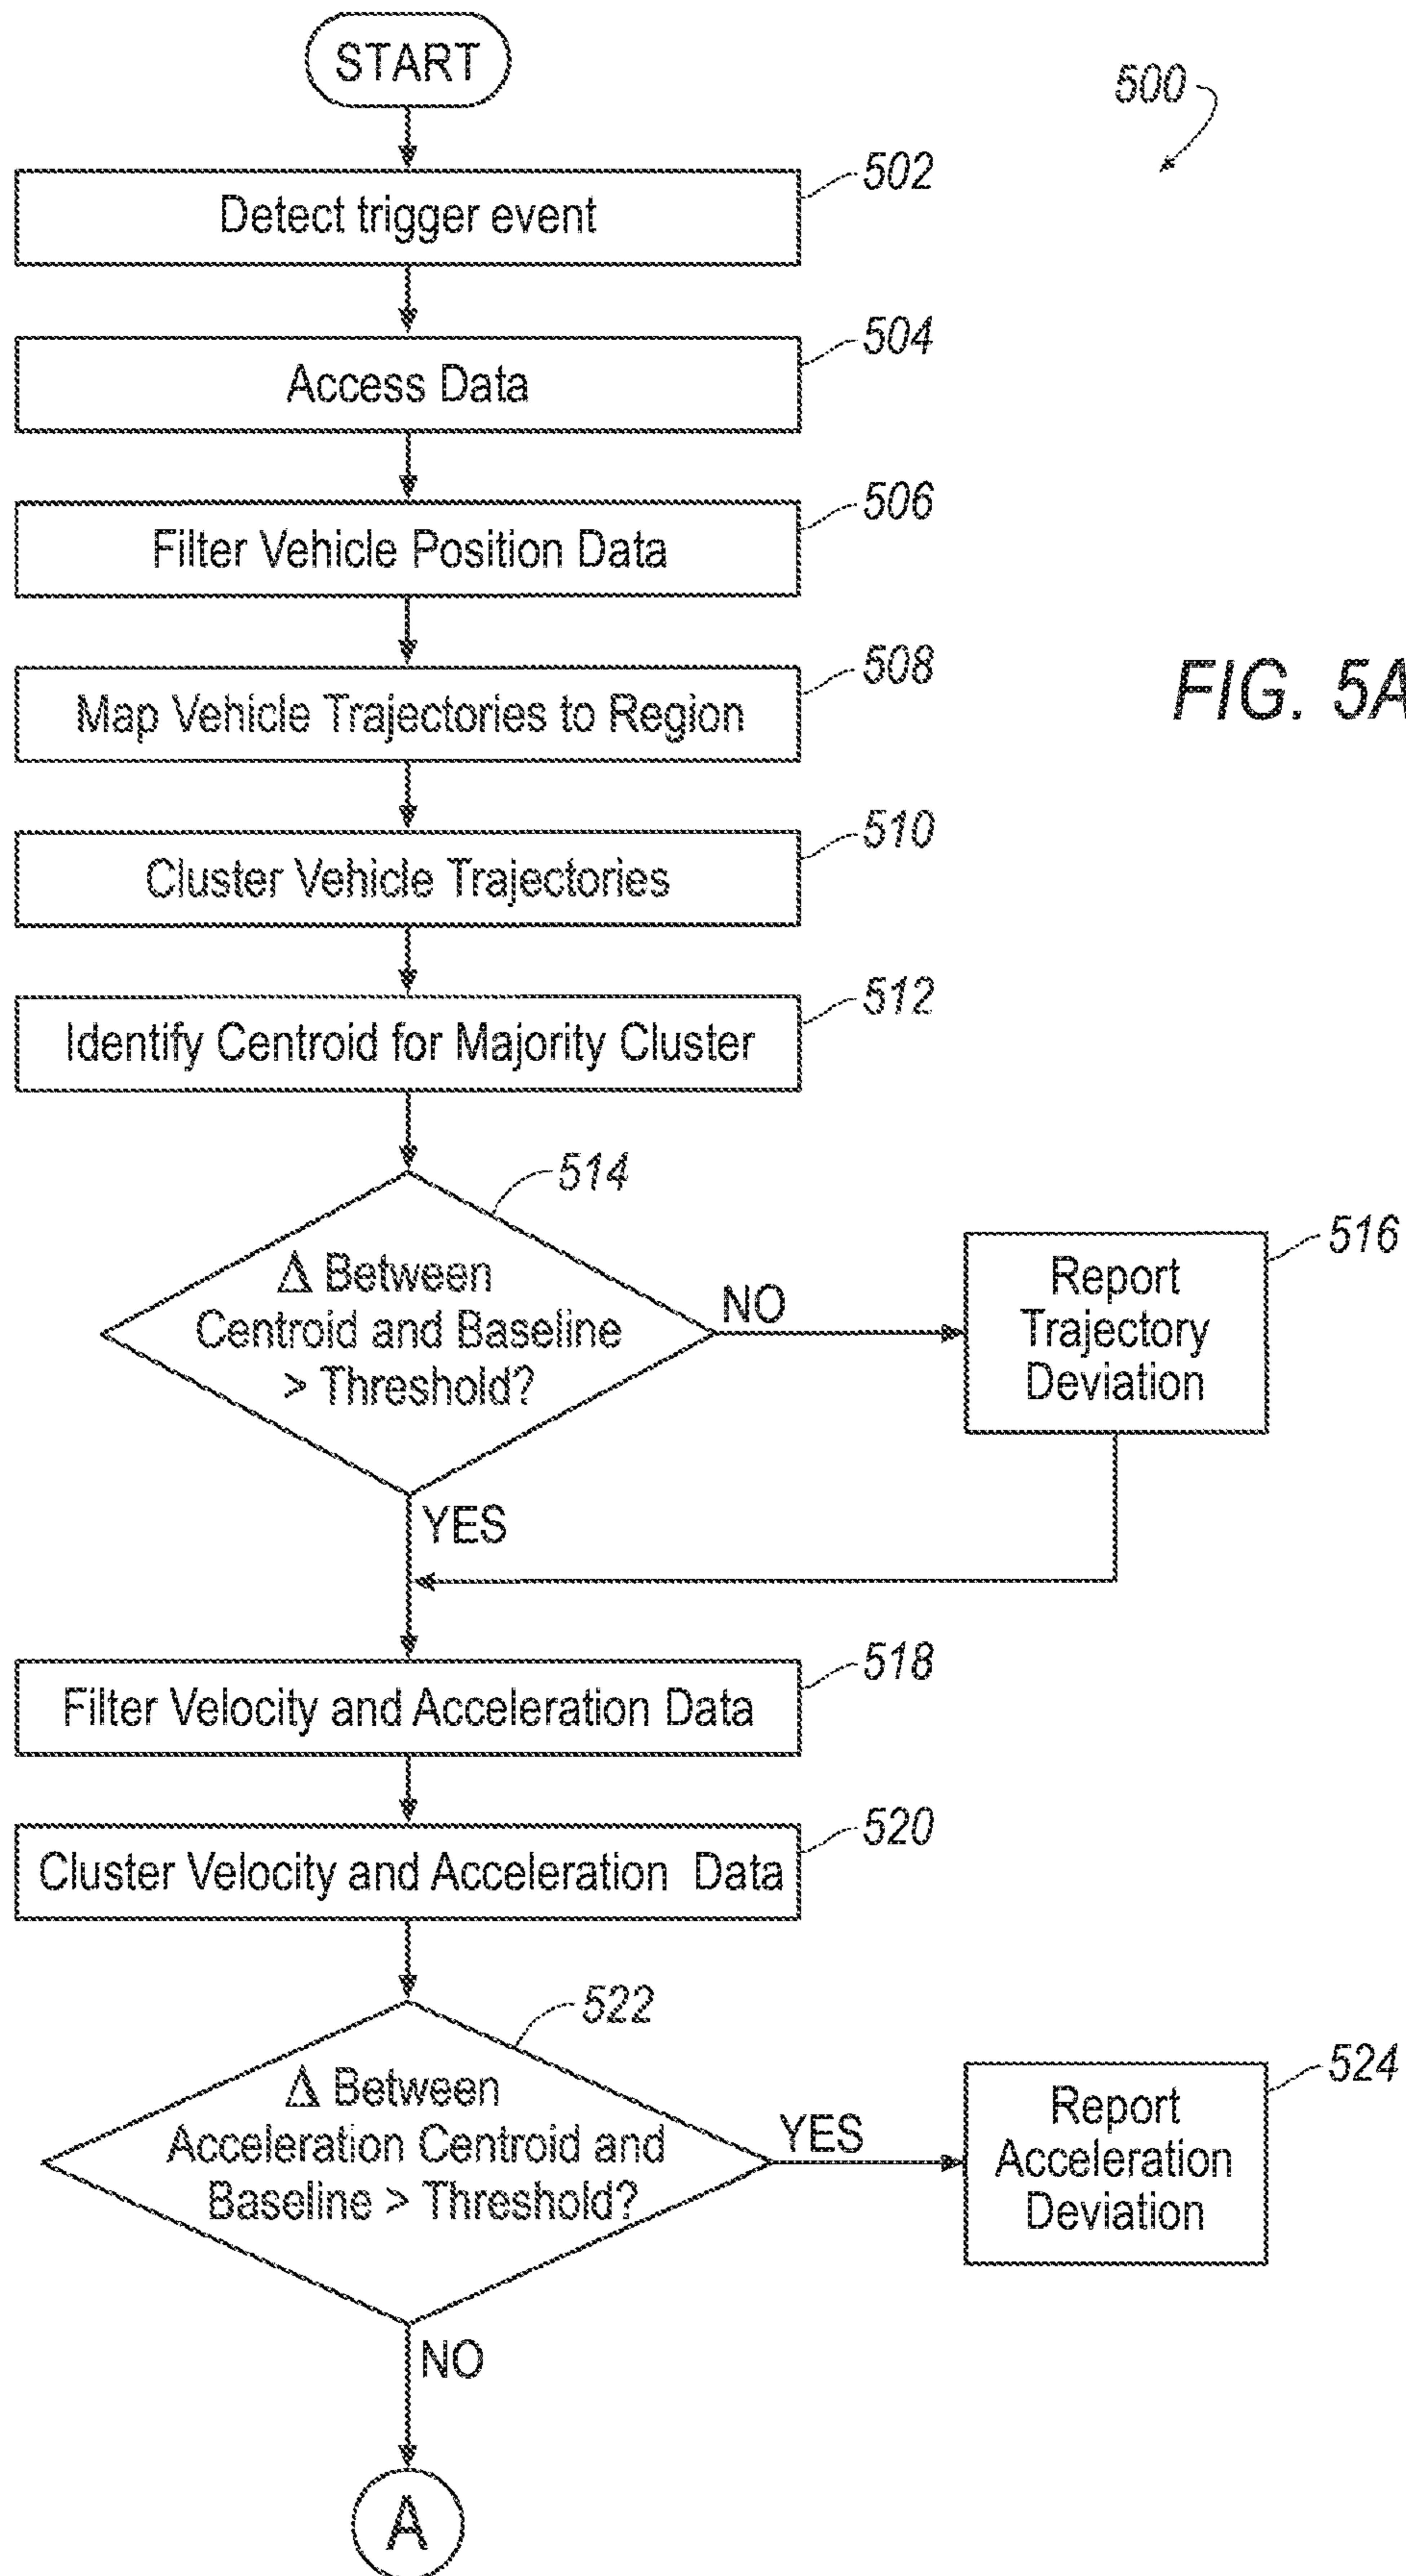 START
500
502
Detect trigger event
504
Access Data
506
Filter Vehicle Position Data
508
Map Vehicle Trajectories to Region
FIG. 5A
510
Cluster Vehicle Trajectories
512
Identify Centroid for Majority Cluster
514
Δ Between
Centroid and Baseline
> Threshold?
NO
516
Report
Trajectory
Deviation
YES
518
Filter Velocity and Acceleration Data
520
Cluster Velocity and Acceleration Data
522
Δ Between
Acceleration Centroid and
Baseline > Threshold?
YES
524
Report
Acceleration
Deviation
NO
A